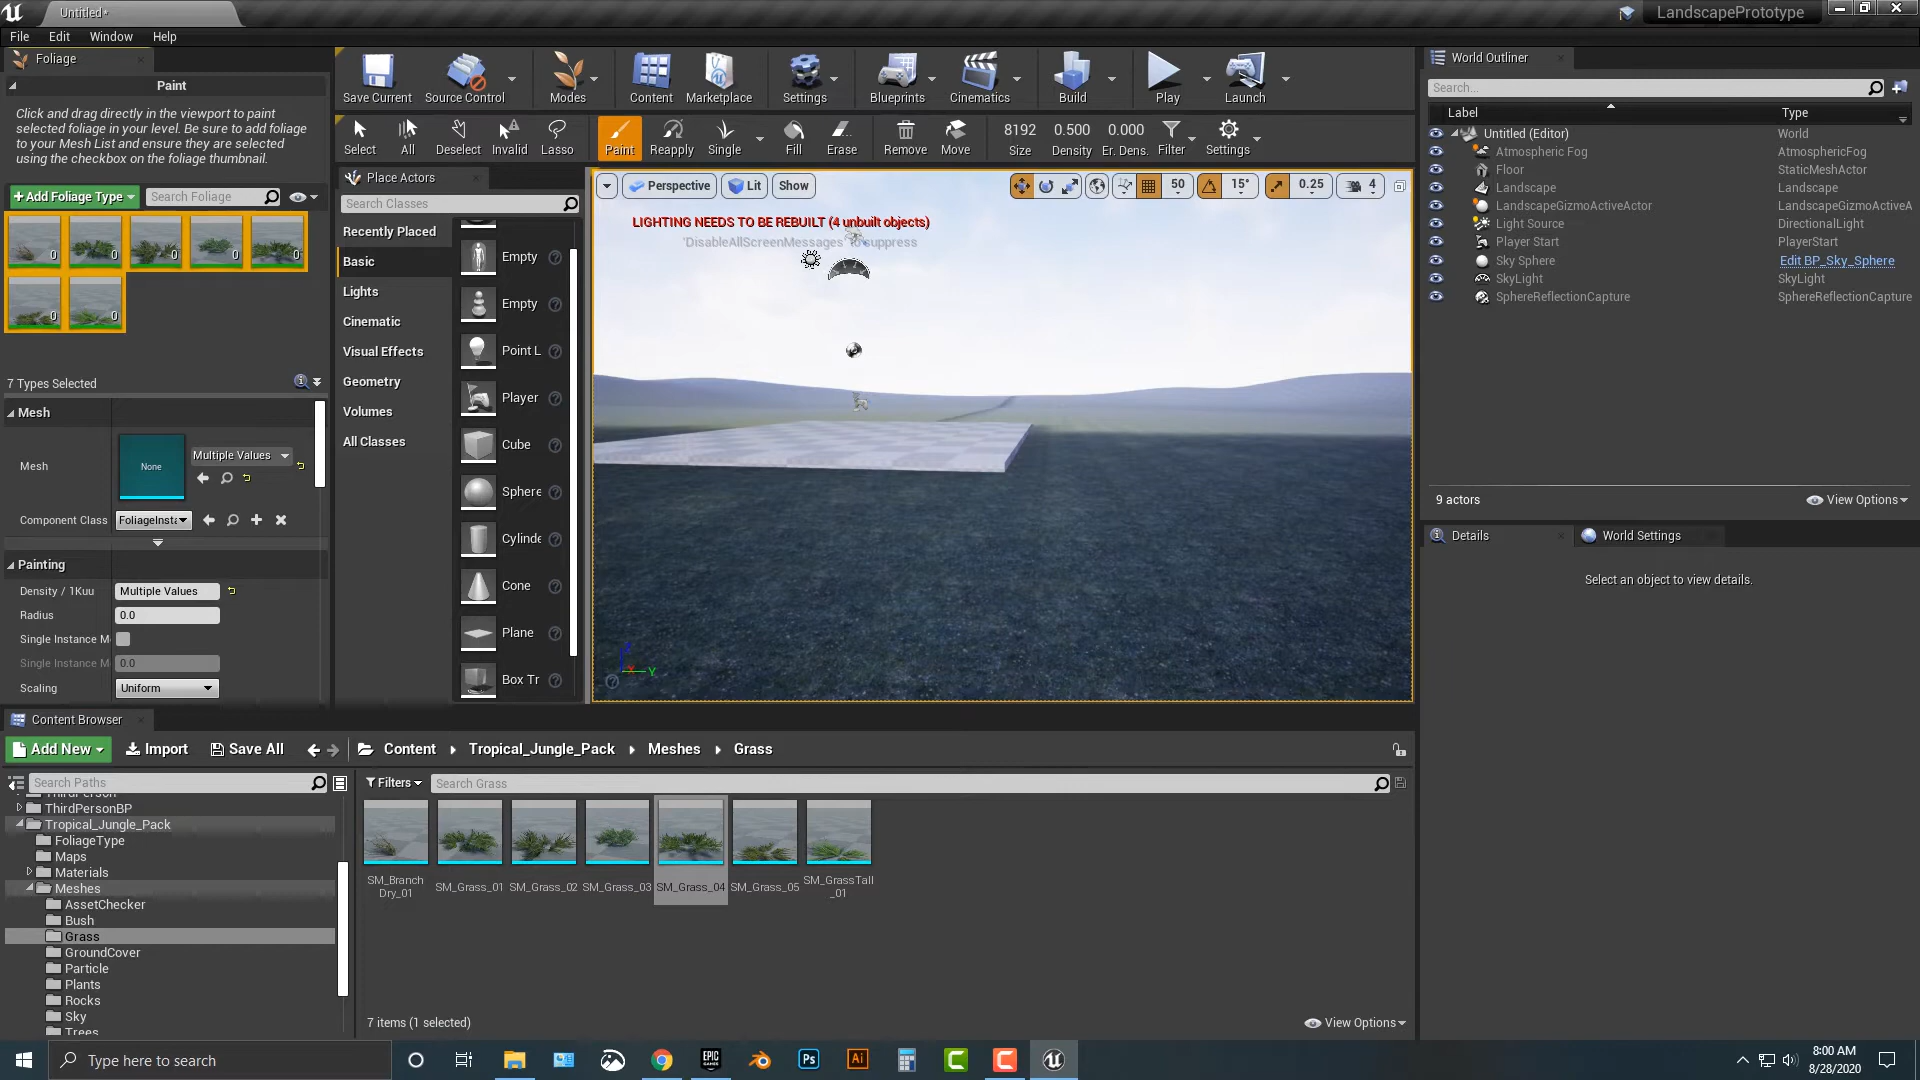 Untitled*
LandscapePrototype
File Edit Window Help
Foliage
Paint
Click and drag directly in the viewport to paint
selected foliage in your level. Be sure to add foliage
to your Mesh List and ensure they are selected
using the checkbox on the foliage thumbnail.
+Add Foliage Type
Search Foliage
0 0 0 0 0
0 0
7 Types Selected
Mesh
Mesh
None
Multiple Values
Component Class
FoliageInsta
Painting
Density / 1Kuu
Multiple Values
Radius
0.0
Single Instance M
Single Instance M
0.0
Scaling
Uniform
Save Current
Source Control
Modes
Content
Marketplace
Settings
Blueprints
Cinematics
Build
Play
Launch
Select
All
Deselect
Invalid
Lasso
Paint
Reapply
Single
Fill
Erase
Remove
Move
8192
Size
0.500
Density
0.000
Er. Dens.
Filter
Settings
Place Actors
Search Classes
Recently Placed
Basic
Lights
Cinematic
Visual Effects
Geometry
Volumes
All Classes
Empty
Empty
Point L
Player
Cube
Sphere
Cylinde
Cone
Plane
Box Tr
Perspective
Lit
Show
50
15°
0.25
4
LIGHTING NEEDS TO BE REBUILT (4 unbuilt objects)
'DisableAllScreenMessages' to suppress
Z
X
Y
World Outliner
Search...
Label Type
Untitled (Editor) World
Atmospheric Fog AtmosphericFog
Floor StaticMeshActor
Landscape Landscape
LandscapeGizmoActiveActor LandscapeGizmoActiveA
Light Source DirectionalLight
Player Start PlayerStart
Sky Sphere Edit BP_Sky_Sphere
SkyLight SkyLight
SphereReflectionCapture SphereReflectionCapture
9 actors
View Options
Details
World Settings
Select an object to view details.
Content Browser
Add New
Import
Save All
Content
Tropical_Jungle_Pack
Meshes
Grass
Search Paths
Filters
Search Grass
ThirdPerson
ThirdPersonBP
Tropical_Jungle_Pack
FoliageType
Maps
Materials
Meshes
AssetChecker
Bush
Grass
GroundCover
Particle
Plants
Rocks
Sky
Trees
SM_Branch
Dry_01
SM_Grass_01
SM_Grass_02
SM_Grass_03
SM_Grass_04
SM_Grass_05
SM_GrassTall
_01
7 items (1 selected)
View Options
Type here to search
EPIC
GAMES
Ps
Ai
8:00 AM
8/28/2020